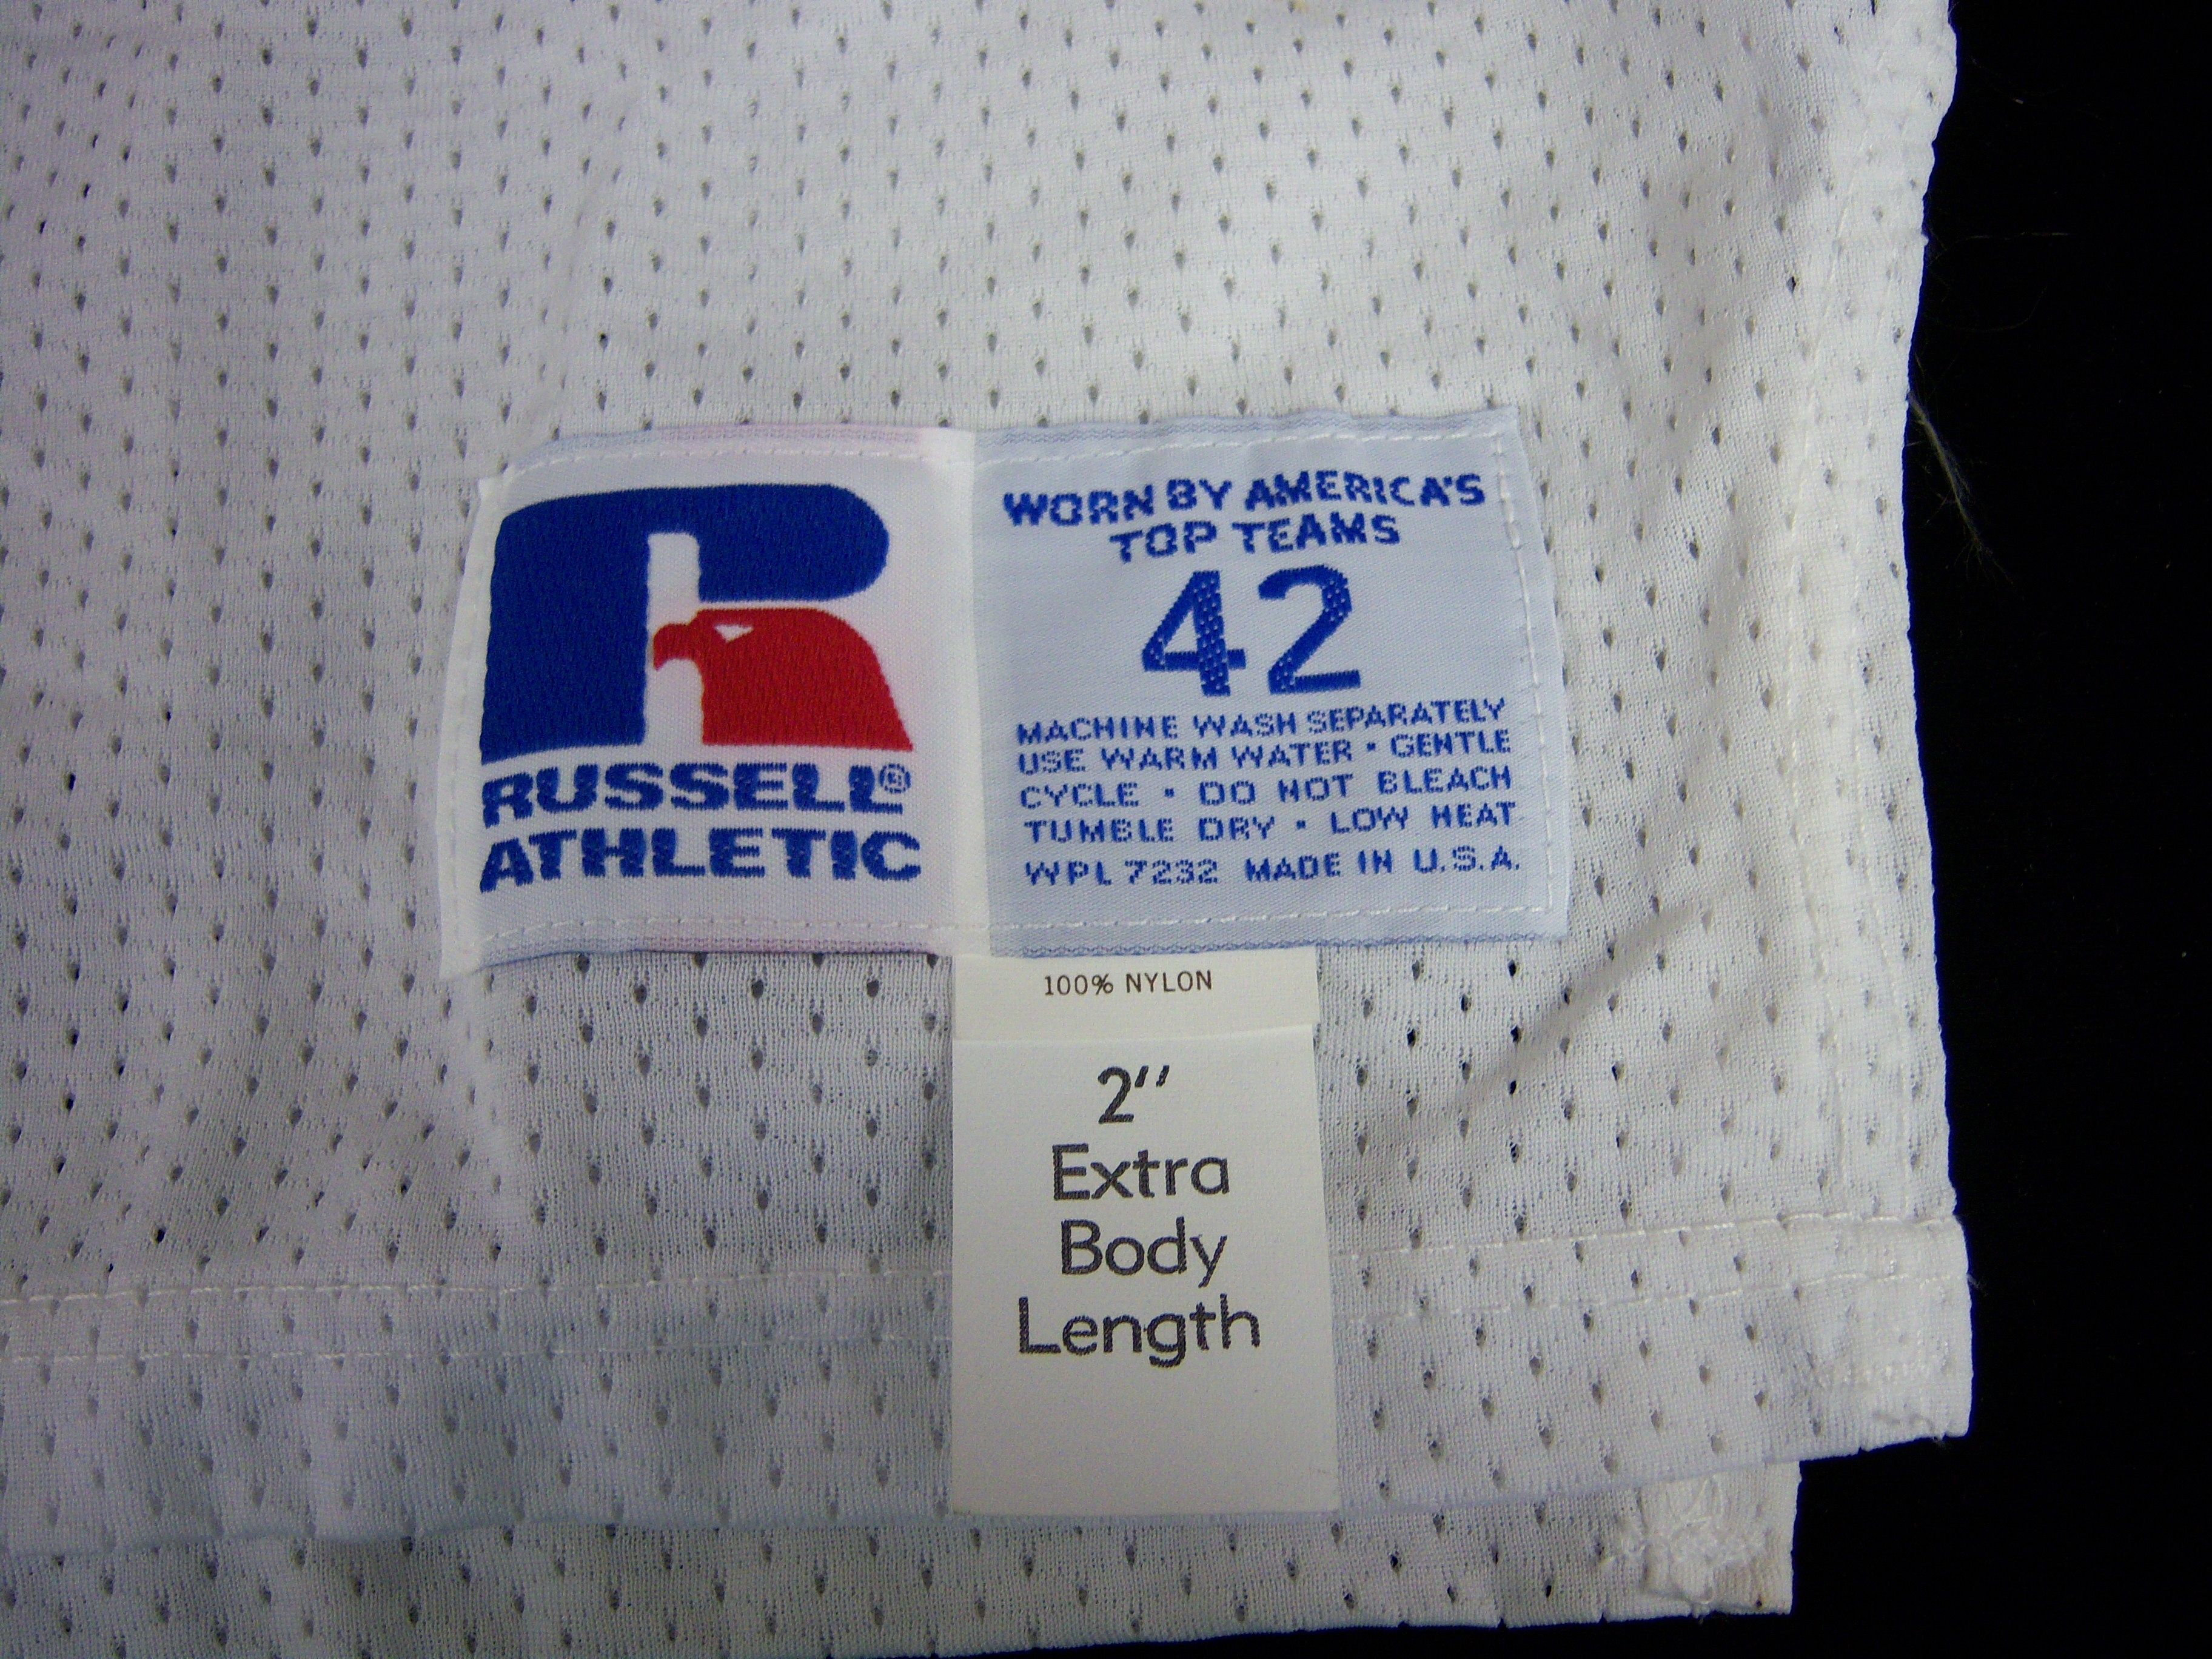 RUSSELL®
ATHLETIC
WORN BY AMERICA'S
TOP TEAMS
42
MACHINE WASH SEPARATELY
USE WARM WATER • GENTLE
CYCLE • DO NOT BLEACH
TUMBLE DRY • LOW HEAT
WPL 7232 MADE IN U.S.A.
100% NYLON
2"
Extra
Body
Length